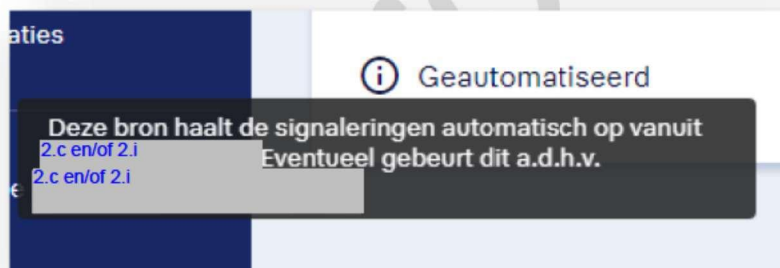 aties
Geautomatiseerd
Deze bron haalt de signaleringen automatisch op vanuit
2.c en/of 2.i Eventueel gebeurt dit a.d.h.v.
e 2.c en/of 2.i